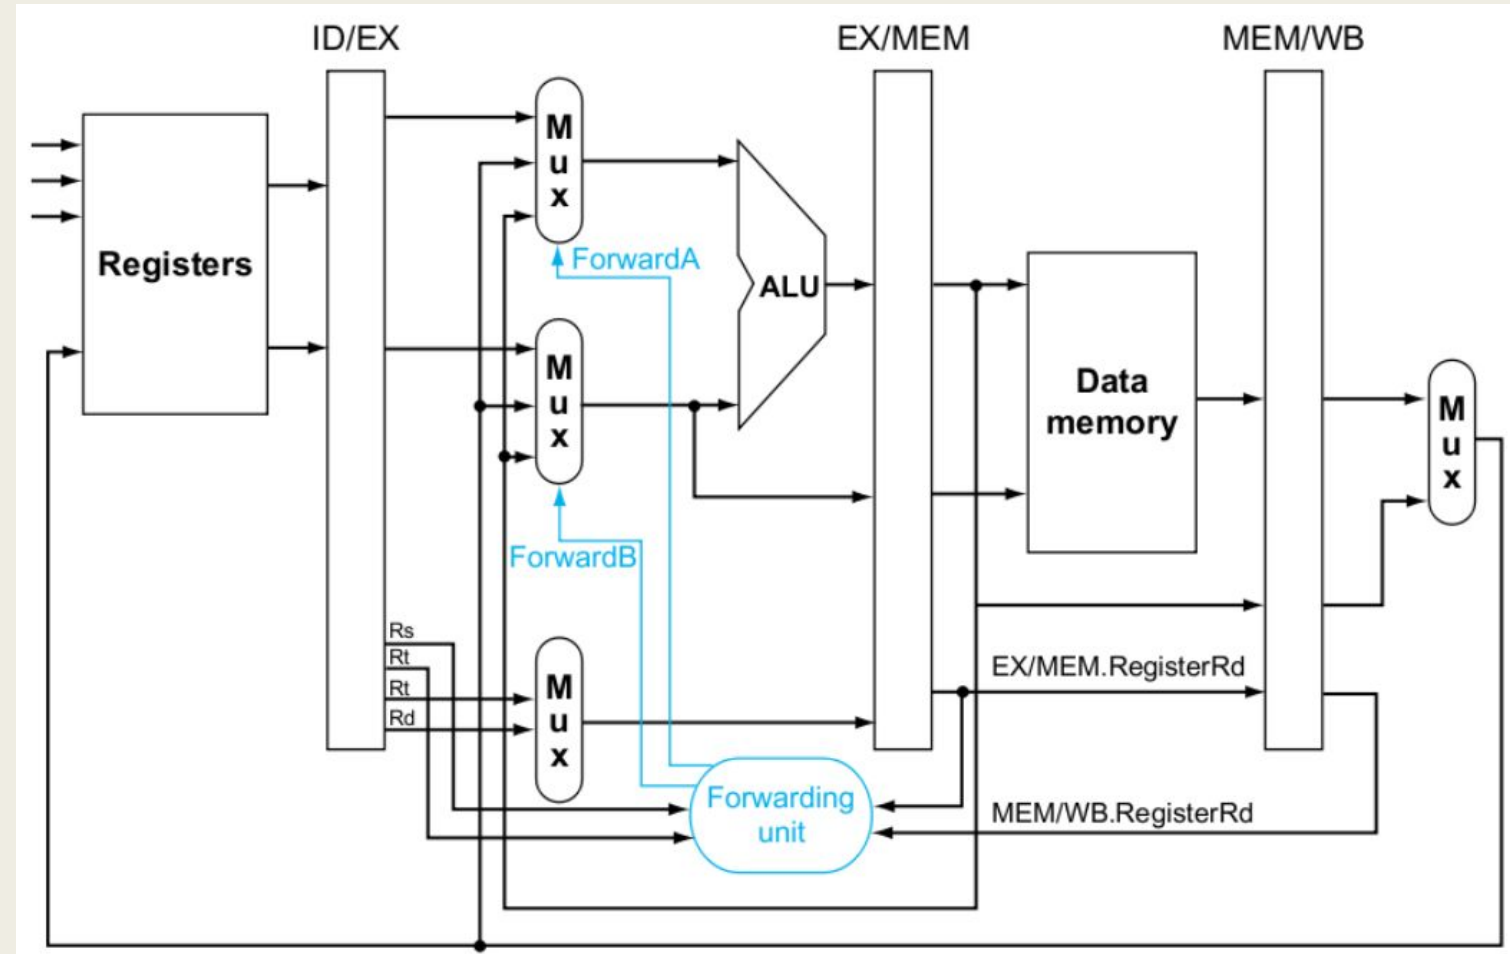 ID/EX
EX/MEM
MEM/WB
M
u
x
Registers
ForwardA
ALU
M
u
x
Data
memory
M
u
x
ForwardB
Rs
Rt
Rt
Rd
M
u
x
EX/MEM.RegisterRd
Forwarding
unit
MEM/WB.RegisterRd